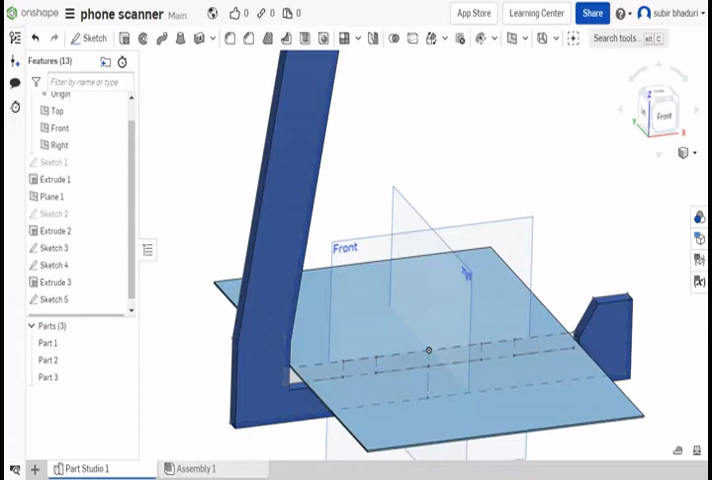 onshape phone scanner Main 0 0 0 App Store Learning Center Share subir bhaduri
Sketch Search tools... alt C
Features (13)
Filter by name or type
Origin
Top
Front
Right
Sketch 1
Extrude 1
Plane 1
Sketch 2
Extrude 2
Sketch 3
Sketch 4
Extrude 3
Sketch 5
Parts (3)
Part 1
Part 2
Part 3
Front
Z
Front
X
Y
Part Studio 1 Assembly 1